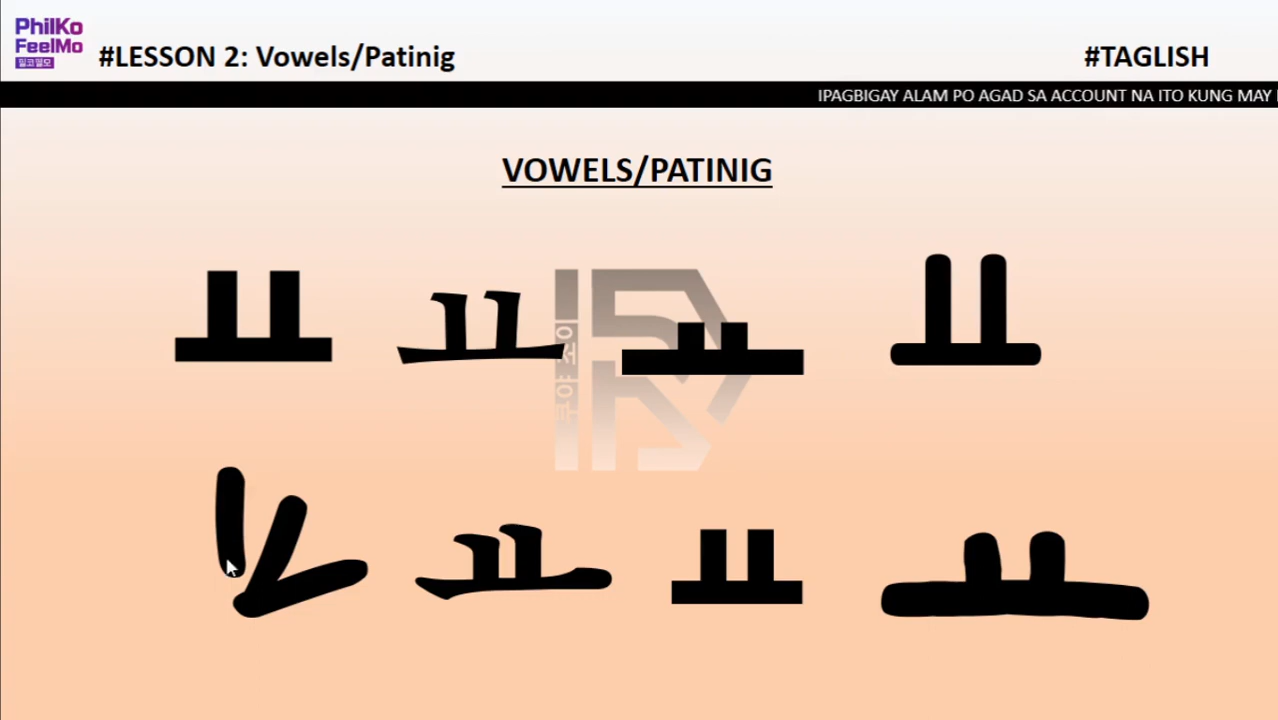 PhilKo
FeelMo
필코필모
#LESSON 2: Vowels/Patinig
#TAGLISH
IPAGBIGAY ALAM PO AGAD SA ACCOUNT NA ITO KUNG MAY
VOWELS/PATINIG
ㅛ ㅛ ㅛ ㅛ
ㅛ ㅛ ㅛ ㅛ